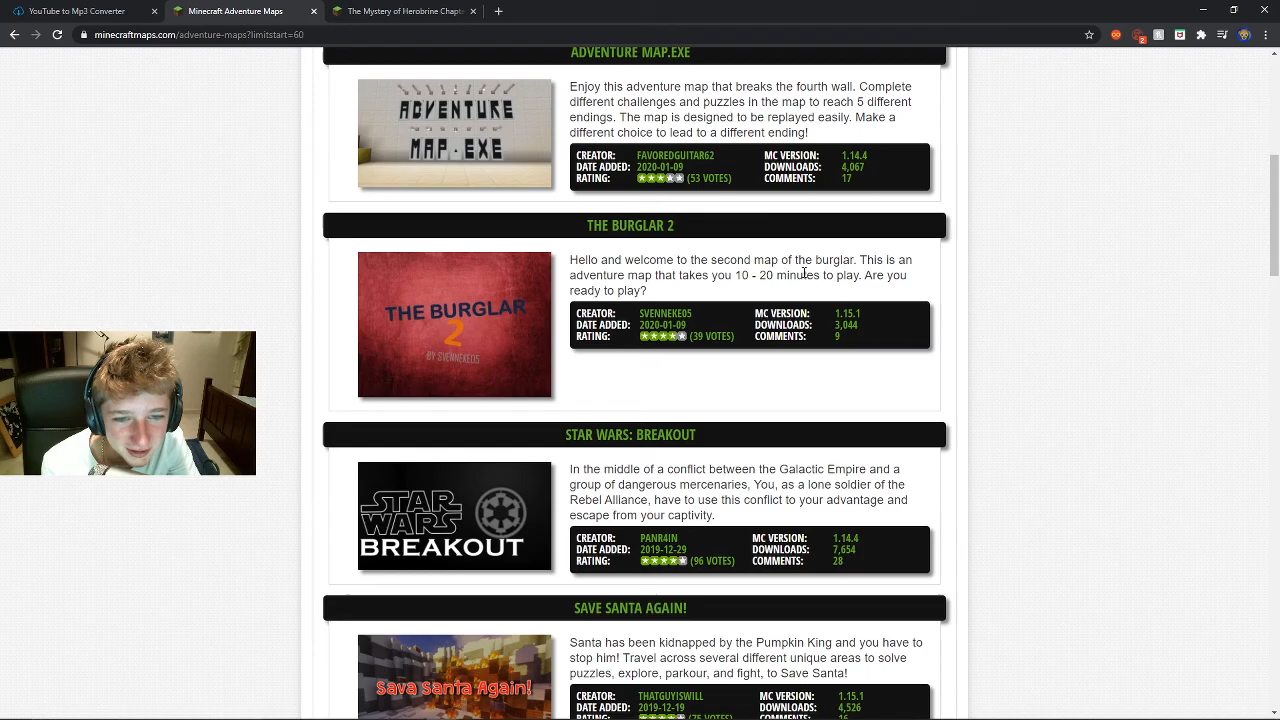 YouTube to Mp3 Converter
Minecraft Adventure Maps
The Mystery of Herobrine Chapte
minecraftmaps.com/adventure-maps?limitstart=60
ADVENTURE MAP.EXE
ADVENTURE
MAP.EXE
Enjoy this adventure map that breaks the fourth wall. Complete
different challenges and puzzles in the map to reach 5 different
endings. The map is designed to be replayed easily. Make a
different choice to lead to a different ending!
CREATOR: FAVOREDGUITAR62 MC VERSION: 1.14.4
DATE ADDED: 2020-01-09 DOWNLOADS: 4,067
RATING: (53 VOTES) COMMENTS: 17
THE BURGLAR 2
THE BURGLAR
2
BY SVENNEKE05
Hello and welcome to the second map of the burglar. This is an
adventure map that takes you 10 - 20 minutes to play. Are you
ready to play?
CREATOR: SVENNEKE05 MC VERSION: 1.15.1
DATE ADDED: 2020-01-09 DOWNLOADS: 3,044
RATING: (39 VOTES) COMMENTS: 9
STAR WARS: BREAKOUT
STAR
WARS
BREAKOUT
In the middle of a conflict between the Galactic Empire and a
group of dangerous mercenaries, You, as a lone soldier of the
Rebel Alliance, have to use this conflict to your advantage and
escape from your captivity.
CREATOR: PANR4IN MC VERSION: 1.14.4
DATE ADDED: 2019-12-29 DOWNLOADS: 7,654
RATING: (96 VOTES) COMMENTS: 28
SAVE SANTA AGAIN!
Sava Santa Again!
Santa has been kidnapped by the Pumpkin King and you have to
stop him! Travel across several different unique areas to solve
puzzles, explore, parkour, and fight, to Save Santa!
CREATOR: THATGUYISWILL MC VERSION: 1.15.1
DATE ADDED: 2019-12-19 DOWNLOADS: 4,526
RATING: (75 VOTES) COMMENTS: 16